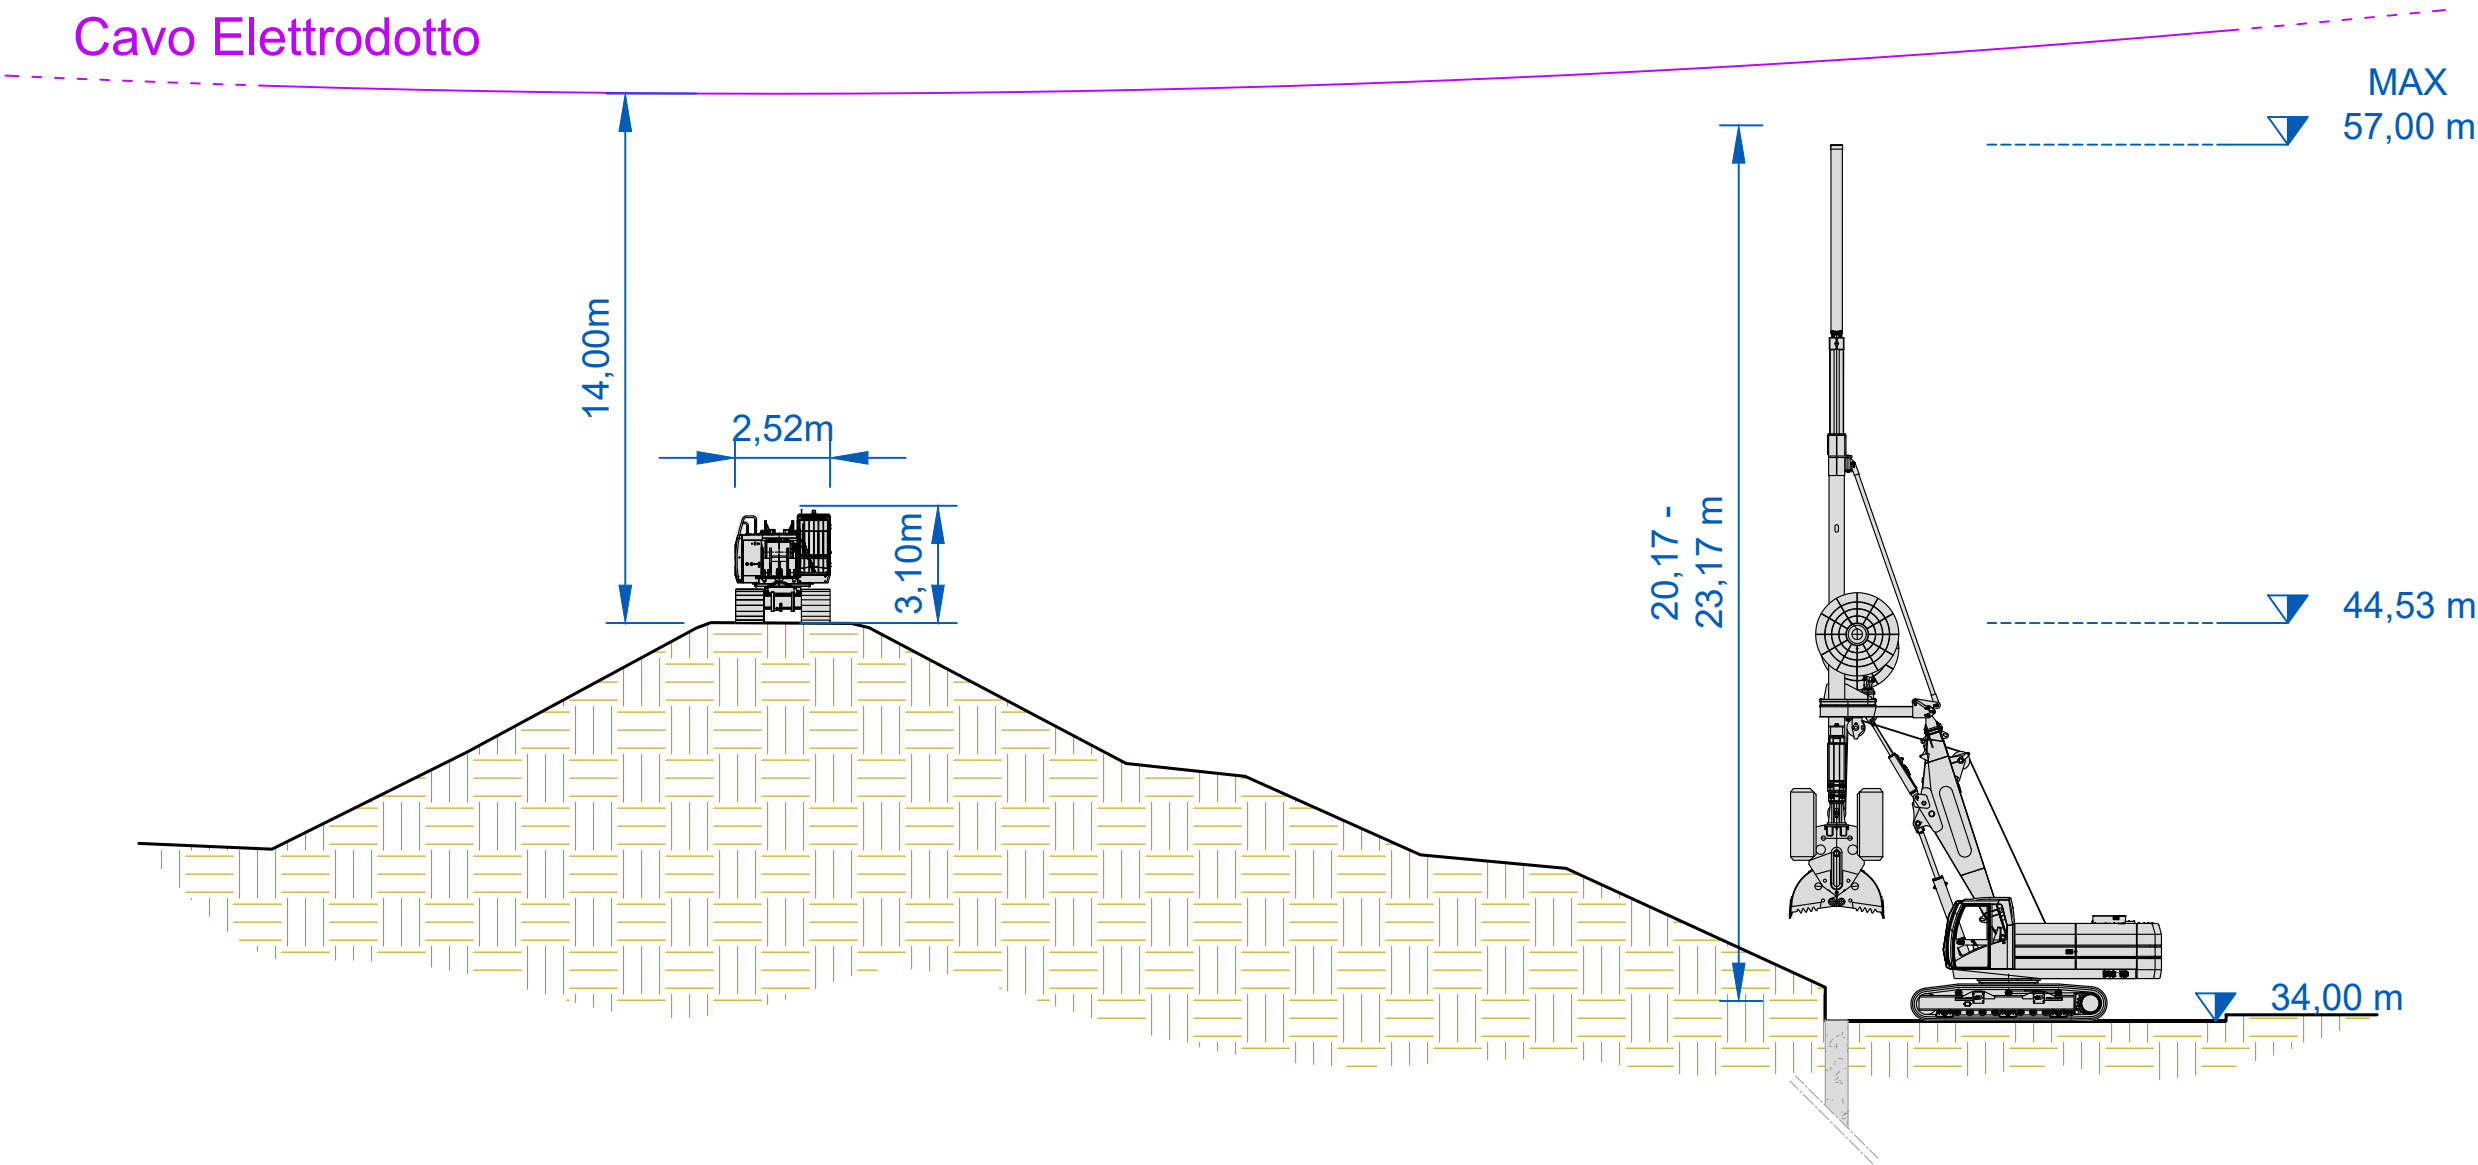 Cavo Elettrodotto
MAX
57,00 m
14,00m
2,52m
3,10m
20,17 -
23,17 m
44,53 m
34,00 m